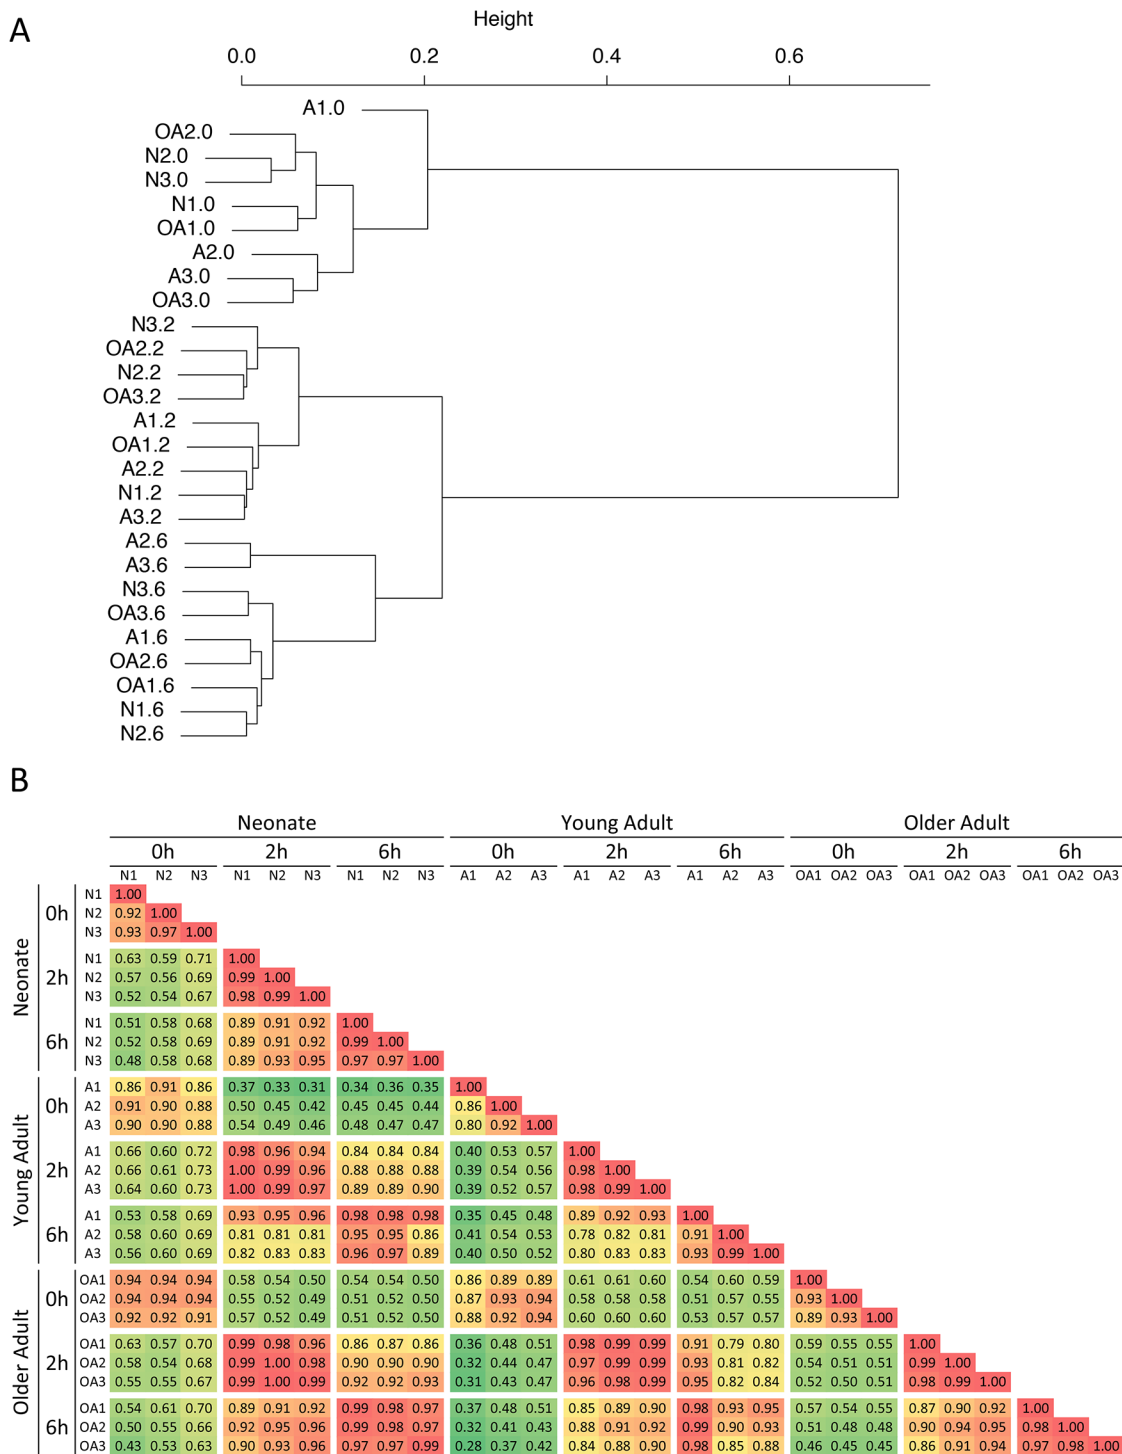 A
Height
0.0 0.2 0.4 0.6
A1.0
OA2.0
N2.0
N3.0
N1.0
OA1.0
A2.0
A3.0
OA3.0
N3.2
OA2.2
N2.2
OA3.2
A1.2
OA1.2
A2.2
N1.2
A3.2
A2.6
A3.6
N3.6
OA3.6
A1.6
OA2.6
OA1.6
N1.6
N2.6
B
Neonate Young Adult Older Adult
0h 2h 6h 0h 2h 6h 0h 2h 6h
N1 N2 N3 N1 N2 N3 N1 N2 N3 A1 A2 A3 A1 A2 A3 A1 A2 A3 OA1 OA2 OA3 OA1 OA2 OA3 OA1 OA2 OA3
Neonate
0h
N1 1.00
N2 0.92 1.00
N3 0.93 0.97 1.00
2h
N1 0.63 0.59 0.71 1.00
N2 0.57 0.56 0.69 0.99 1.00
N3 0.52 0.54 0.67 0.98 0.99 1.00
6h
N1 0.51 0.58 0.68 0.89 0.91 0.92 1.00
N2 0.52 0.58 0.69 0.89 0.91 0.92 0.99 1.00
N3 0.48 0.58 0.68 0.89 0.93 0.95 0.97 0.97 1.00
Young Adult
0h
A1 0.86 0.91 0.86 0.37 0.33 0.31 0.34 0.36 0.35 1.00
A2 0.91 0.90 0.88 0.50 0.45 0.42 0.45 0.45 0.44 0.86 1.00
A3 0.90 0.90 0.88 0.54 0.49 0.46 0.48 0.47 0.47 0.80 0.92 1.00
2h
A1 0.66 0.60 0.72 0.98 0.96 0.94 0.84 0.84 0.84 0.40 0.53 0.57 1.00
A2 0.66 0.61 0.73 1.00 0.99 0.96 0.88 0.88 0.88 0.39 0.54 0.56 0.98 1.00
A3 0.64 0.60 0.73 1.00 0.99 0.97 0.89 0.89 0.90 0.39 0.52 0.57 0.98 0.99 1.00
6h
A1 0.53 0.58 0.69 0.93 0.95 0.96 0.98 0.98 0.98 0.35 0.45 0.48 0.89 0.92 0.93 1.00
A2 0.58 0.60 0.69 0.81 0.81 0.81 0.95 0.95 0.86 0.41 0.54 0.53 0.78 0.82 0.81 0.91 1.00
A3 0.56 0.60 0.69 0.82 0.83 0.83 0.96 0.97 0.89 0.40 0.50 0.52 0.80 0.83 0.83 0.93 0.99 1.00
Older Adult
0h
OA1 0.94 0.94 0.94 0.58 0.54 0.50 0.54 0.54 0.50 0.86 0.89 0.89 0.61 0.61 0.60 0.54 0.60 0.59 1.00
OA2 0.94 0.94 0.94 0.55 0.52 0.49 0.51 0.52 0.50 0.87 0.93 0.94 0.58 0.58 0.58 0.51 0.57 0.55 0.93 1.00
OA3 0.92 0.92 0.91 0.57 0.52 0.49 0.51 0.52 0.50 0.88 0.92 0.94 0.60 0.60 0.60 0.53 0.57 0.57 0.89 0.93 1.00
2h
OA1 0.63 0.57 0.70 0.99 0.98 0.96 0.86 0.87 0.86 0.36 0.48 0.51 0.98 0.99 0.99 0.91 0.79 0.80 0.59 0.55 0.55 1.00
OA2 0.58 0.54 0.68 0.99 1.00 0.98 0.90 0.90 0.90 0.32 0.44 0.47 0.97 0.99 0.99 0.93 0.81 0.82 0.54 0.51 0.51 0.99 1.00
OA3 0.55 0.55 0.67 0.99 1.00 0.99 0.92 0.92 0.93 0.31 0.43 0.47 0.96 0.98 0.99 0.95 0.82 0.84 0.52 0.50 0.51 0.98 0.99 1.00
6h
OA1 0.54 0.61 0.70 0.89 0.91 0.92 0.99 0.98 0.97 0.37 0.48 0.51 0.85 0.89 0.90 0.98 0.93 0.95 0.57 0.54 0.55 0.87 0.90 0.92 1.00
OA2 0.50 0.55 0.66 0.92 0.95 0.96 0.99 0.98 0.97 0.32 0.41 0.43 0.88 0.91 0.92 0.99 0.90 0.93 0.51 0.48 0.48 0.90 0.94 0.95 0.98 1.00
OA3 0.43 0.53 0.63 0.90 0.93 0.96 0.97 0.97 0.99 0.28 0.37 0.42 0.84 0.88 0.90 0.98 0.85 0.88 0.46 0.45 0.45 0.86 0.91 0.94 0.97 0.98 1.00